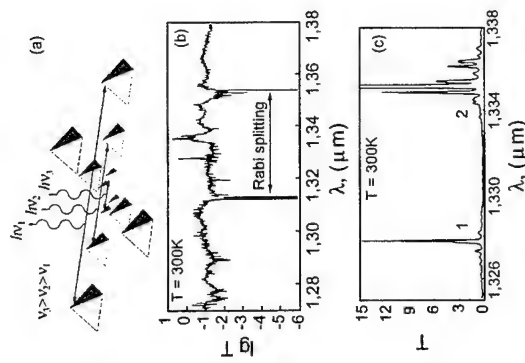 (a)
hν₁ hν₂ hν₃
ν₃>ν₂>ν₁
(b)
T = 300K
Rabi splitting
lg T
1 0 -1 -2 -3 -4 -5 -6
1,28 1,30 1,32 1,34 1,36 1,38
λ, (μm)
(c)
T = 300K
1 2
T
15 12 9 6 3 0
1,326 1,330 1,334 1,338
λ, (μm)